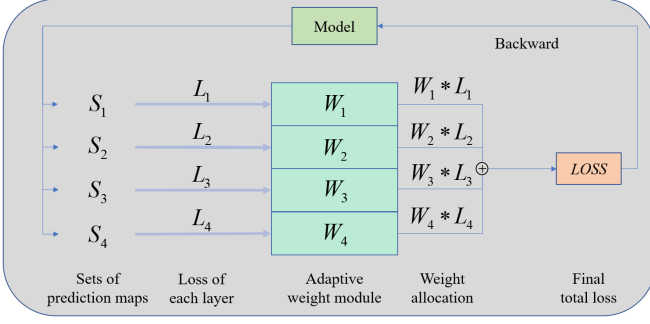 Model
Backward
S1 L1 W1 W1 * L1
S2 L2 W2 W2 * L2
S3 L3 W3 W3 * L3
⊕ LOSS
S4 L4 W4 W4 * L4
Sets of prediction maps
Loss of each layer
Adaptive weight module
Weight allocation
Final total loss